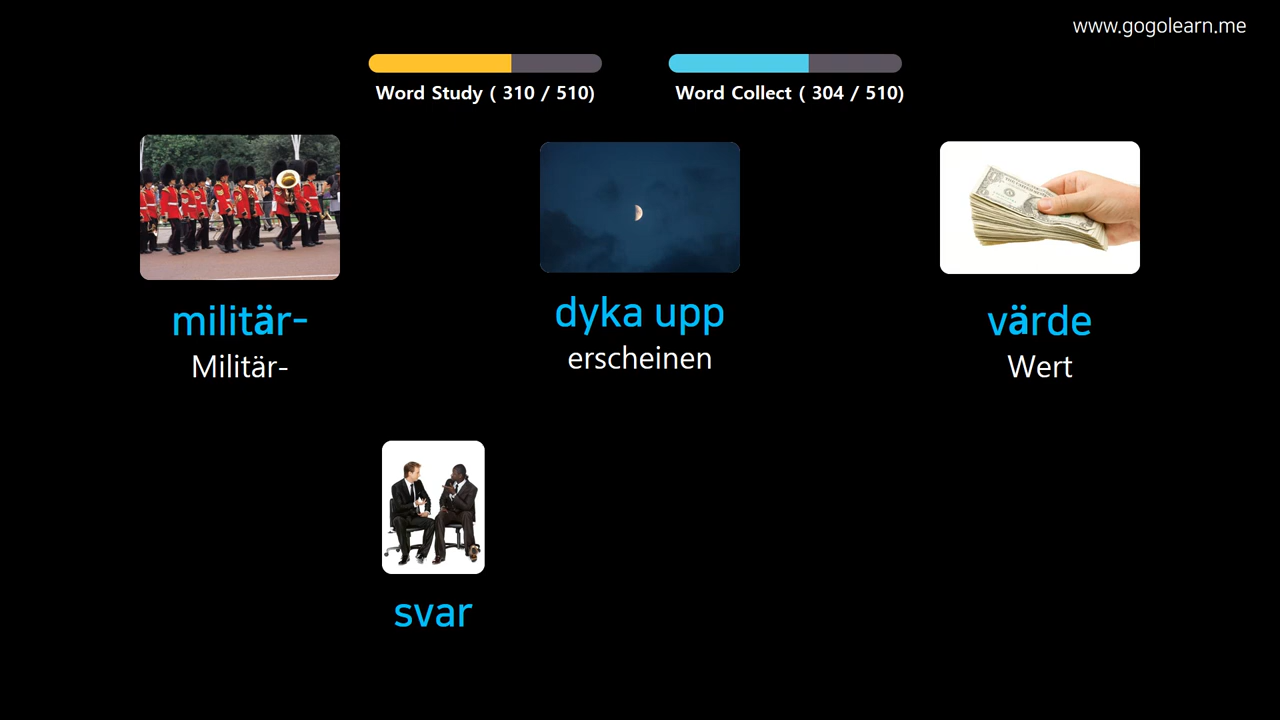 www.gogolearn.me
Word Study ( 310 / 510)
Word Collect ( 304 / 510)
militär-
Militär-
dyka upp
erscheinen
värde
Wert
svar